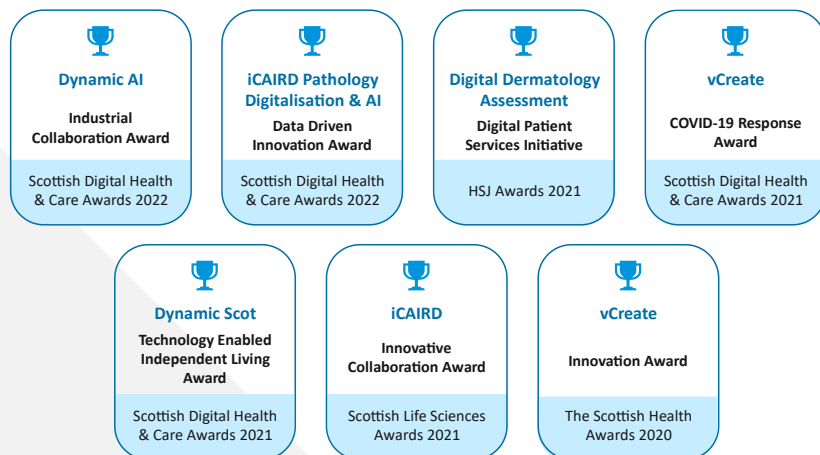 Dynamic AI
Industrial
Collaboration Award
Scottish Digital Health
& Care Awards 2022
iCAIRD Pathology
Digitalisation & AI
Data Driven
Innovation Award
Scottish Digital Health
& Care Awards 2022
Digital Dermatology
Assessment
Digital Patient
Services Initiative
HSJ Awards 2021
vCreate
COVID-19 Response
Award
Scottish Digital Health
& Care Awards 2021
Dynamic Scot
Technology Enabled
Independent Living
Award
Scottish Digital Health
& Care Awards 2021
iCAIRD
Innovative
Collaboration Award
Scottish Life Sciences
Awards 2021
vCreate
Innovation Award
The Scottish Health
Awards 2020